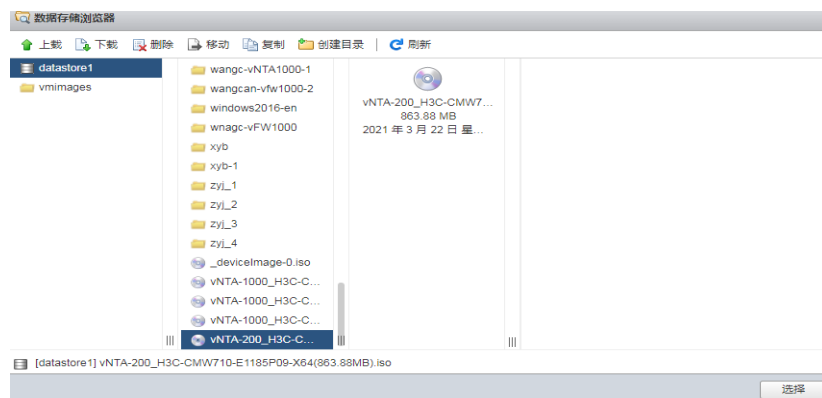 数据存储浏览器
上载 下载 删除 移动 复制 创建目录 刷新
datastore1
vmimages
wangc-vNTA1000-1
wangcan-vfw1000-2
windows2016-en
wnagc-vFW1000
xyb
xyb-1
zyj_1
zyj_2
zyj_3
zyj_4
_deviceImage-0.iso
vNTA-1000_H3C-C...
vNTA-1000_H3C-C...
vNTA-1000_H3C-C...
vNTA-200_H3C-C...
vNTA-200_H3C-CMW7...
863.88 MB
2021 年 3 月 22 日 星...
[datastore1] vNTA-200_H3C-CMW710-E1185P09-X64(863.88MB).iso
选择